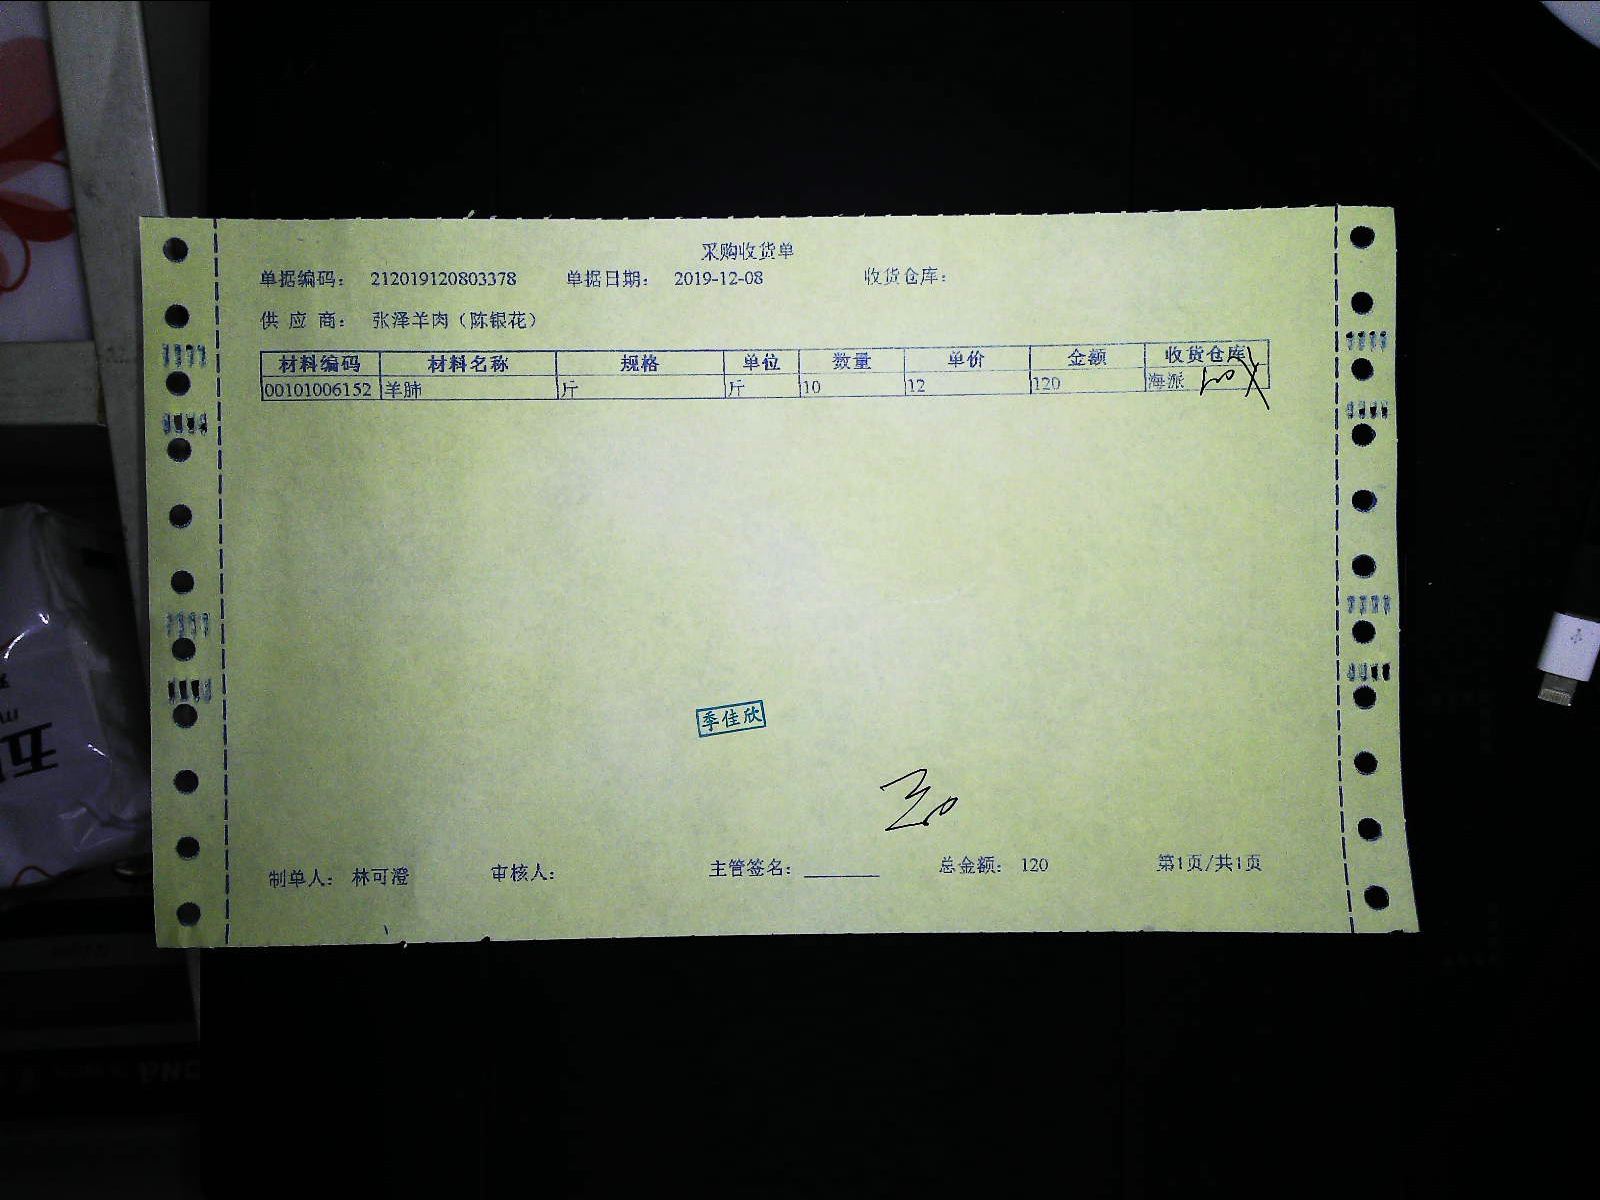 采购收货单
单据编码： 212019120803378 单据日期： 2019-12-08 收货仓库：
供 应 商： 张泽羊肉（陈银花）
材料编码 材料名称 规格 单位 数量 单价 金额 收货仓库
00101006152 羊肺 斤 斤 10 12 120 海派
季佳欣
制单人： 林可澄 审核人： 主管签名： 总金额： 120 第1页/共1页